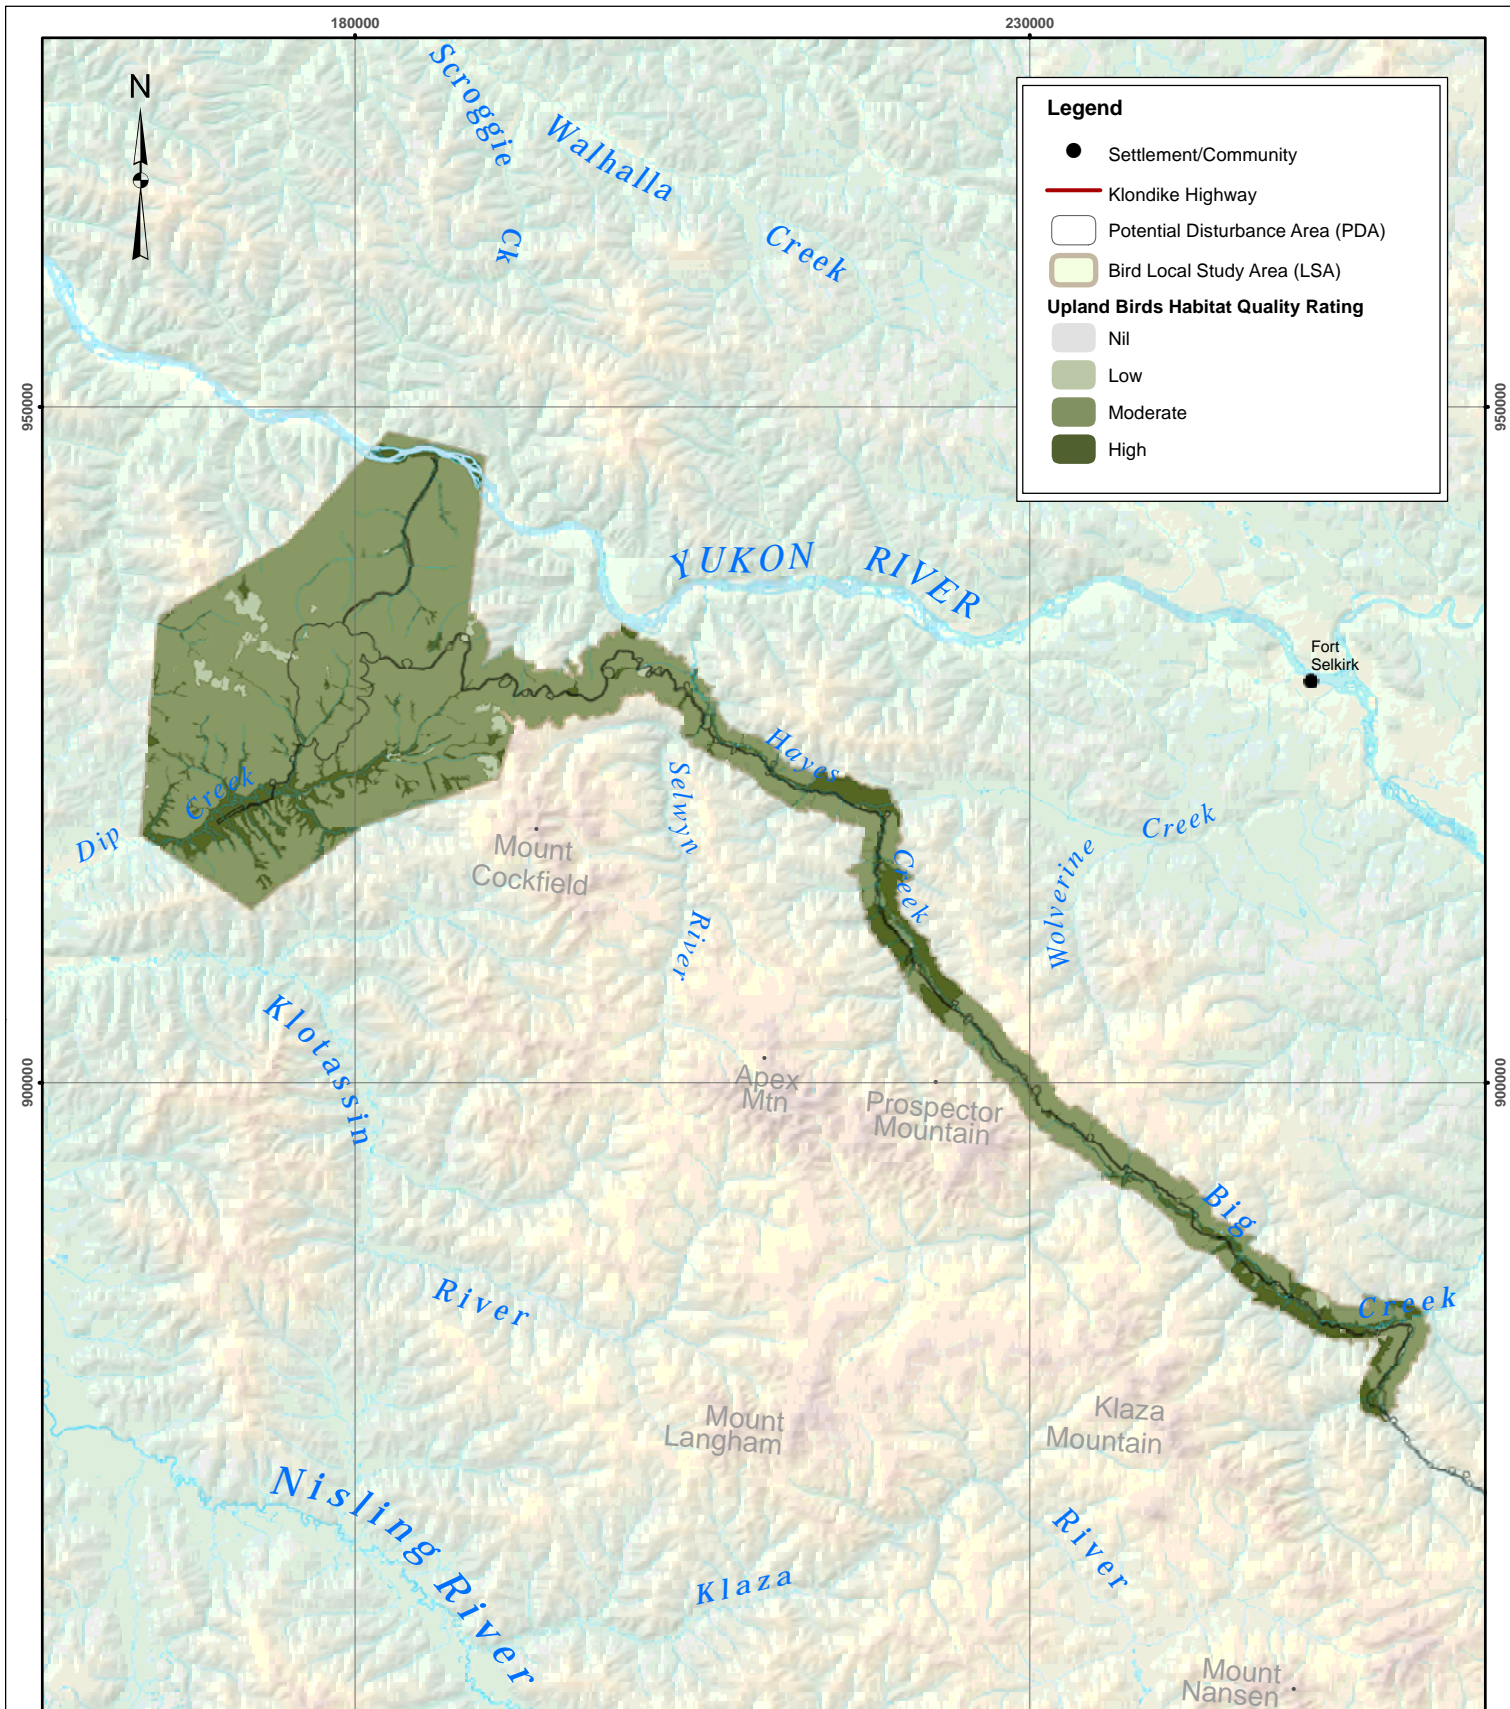 180000
230000
N
Scroggie
Ck
Walhalla
Creek
Legend
Settlement/Community
Klondike Highway
Potential Disturbance Area (PDA)
Bird Local Study Area (LSA)
Upland Birds Habitat Quality Rating
Nil
Low
Moderate
High
950000
950000
YUKON RIVER
Fort
Selkirk
Hayes
Creek
Selwyn
River
Dip
Creek
Mount
Cockfield
Creek
Wolverine
Klotassin
River
Apex
Mtn
Prospector
Mountain
900000
900000
Big
Creek
Mount
Langham
Klaza
Mountain
Nisling River
Klaza
River
Mount
Nansen